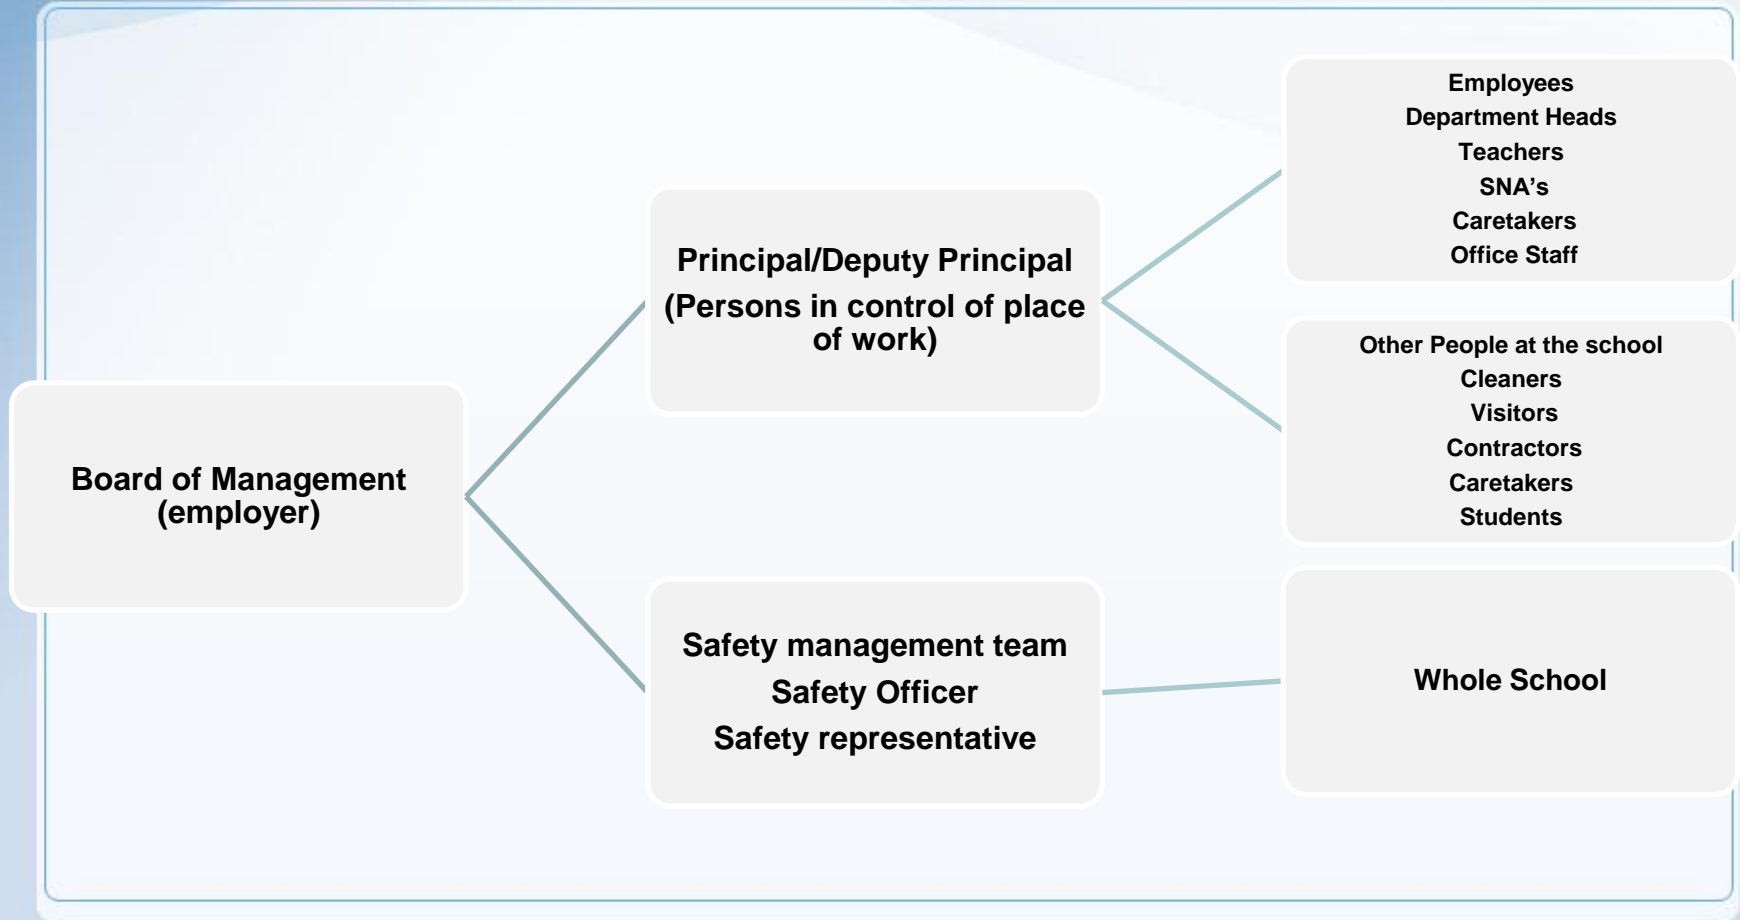 Board of Management
(employer)
Principal/Deputy Principal
(Persons in control of place
of work)
Safety management team
Safety Officer
Safety representative
Employees
Department Heads
Teachers
SNA’s
Caretakers
Office Staff
Other People at the school
Cleaners
Visitors
Contractors
Caretakers
Students
Whole School